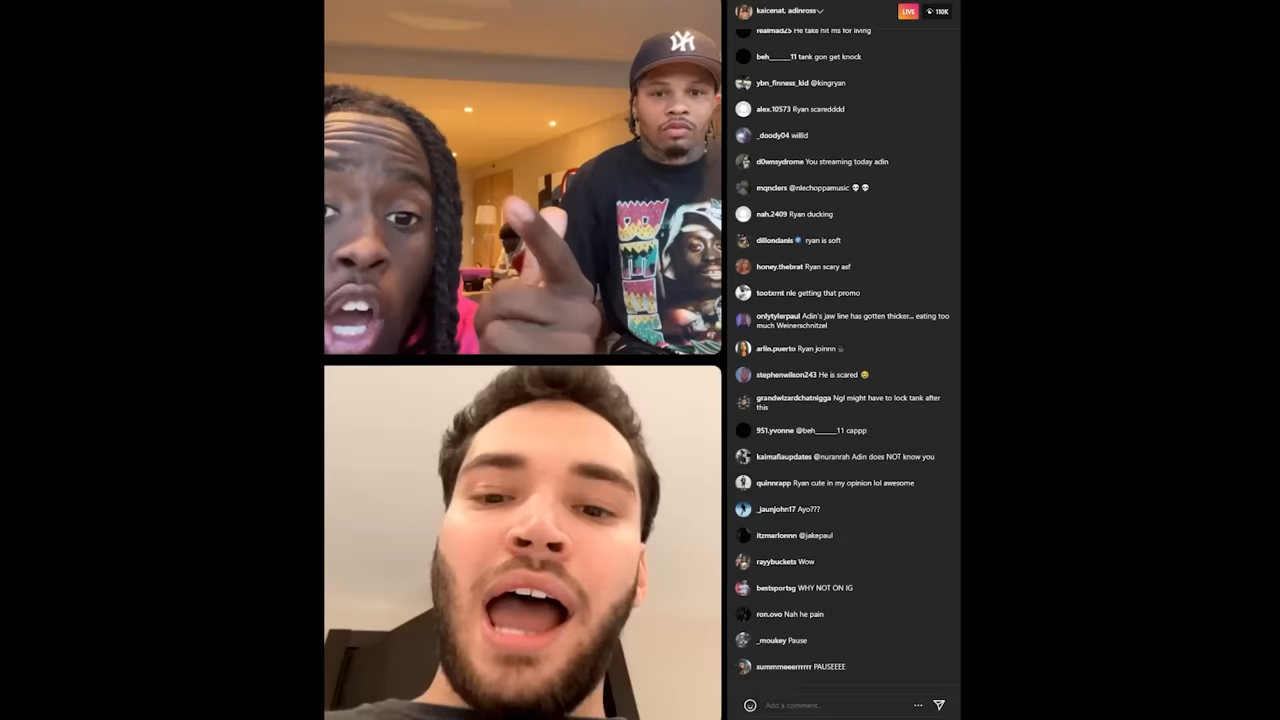 kaicenat, adinross
LIVE
110K
realmad25 He take hit ms for living
beh_____11 tank gon get knock
ybn_finness_kid @kingryan
alex.10573 Ryan scaredddd
_doody04 willld
d0wnsydrome You streaming today adin
mqnclers @nlechoppamusic 💀 💀
nah.2409 Ryan ducking
dillondanis ryan is soft
honey.thebrat Ryan scary asf
tootxrnt nle getting that promo
onlytylerpaul Adin's jaw line has gotten thicker... eating too
much Weinerschnitzel
arlin.puerto Ryan joinnn
stephenwilson243 He is scared
grandwizardchatnigga Ngl might have to lock tank after
this
951.yvonne @beh_____11 cappp
kaimafiaupdates @nuranrah Adin does NOT know you
quinnrapp Ryan cute in my opinion lol awesome
_jaunjohn17 Ayo???
itzmarlonnn @jakepaul
rayybuckets Wow
bestsportsg WHY NOT ON IG
ron.ovo Nah he pain
_moukey Pause
summmeeerrrrrr PAUSEEEE
Add a comment...